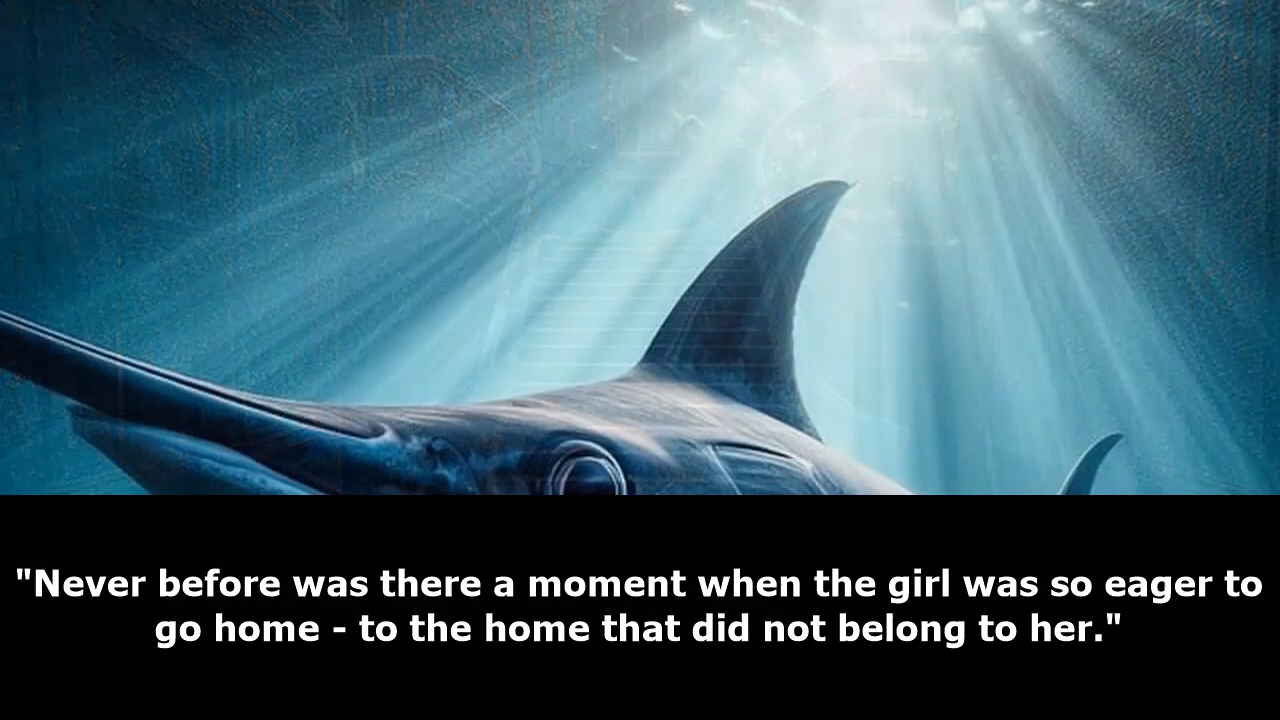 "Never before was there a moment when the girl was so eager to
go home - to the home that did not belong to her."